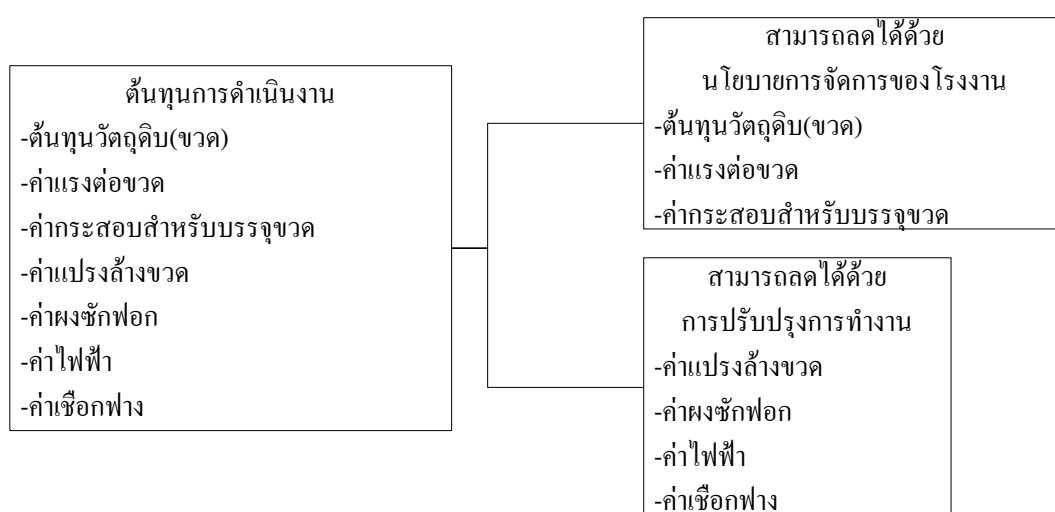 ต้นทุนการดำเนินงาน
-ต้นทุนวัตถุดิบ(ขวด)
-ค่าแรงต่อขวด
-ค่ากระสอบสำหรับบรรจุขวด
-ค่าแปรงล้างขวด
-ค่าผงซักฟอก
-ค่าไฟฟ้า
-ค่าเชือกฟาง
สามารถลดได้ด้วย
นโยบายการจัดการของโรงงาน
-ต้นทุนวัตถุดิบ(ขวด)
-ค่าแรงต่อขวด
-ค่ากระสอบสำหรับบรรจุขวด
สามารถลดได้ด้วย
การปรับปรุงการทำงาน
-ค่าแปรงล้างขวด
-ค่าผงซักฟอก
-ค่าไฟฟ้า
-ค่าเชือกฟาง